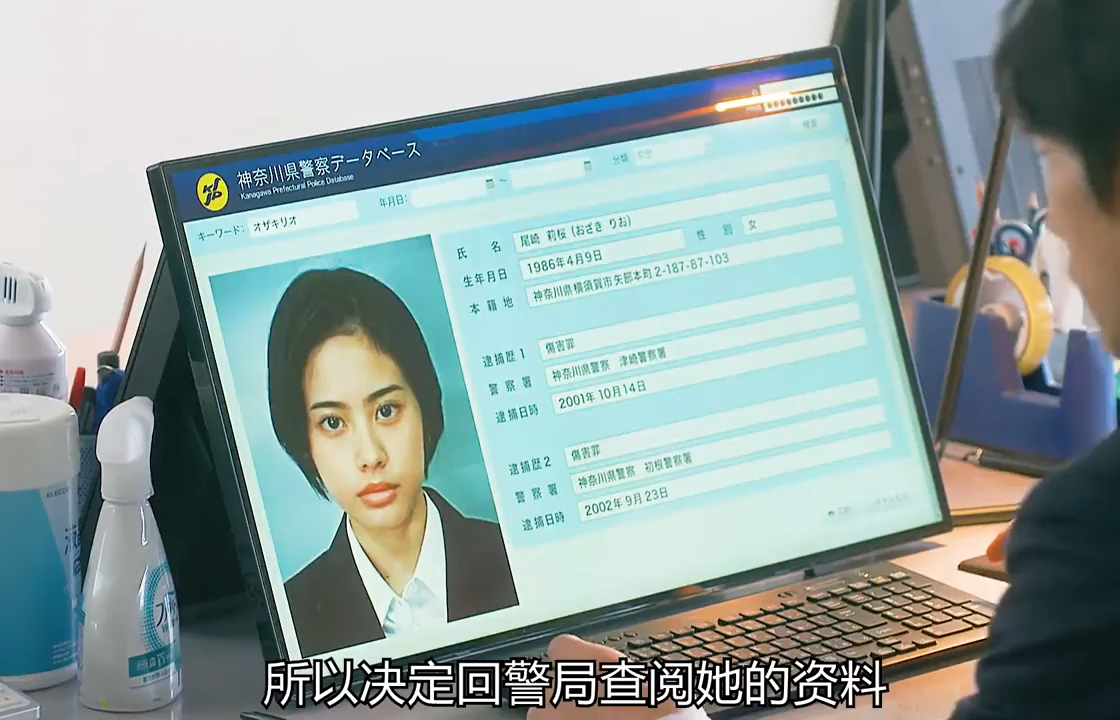 神奈川県警察データベース
Kanagawa Prefectural Police Database
キーワード: オザキリオ 年月日: ～ 分類
氏 名 尾崎 莉桜（おざき りお） 性 別 女
生年月日 1986年4月9日
本 籍 地 神奈川県横須賀市矢部本町2-187-87-103
逮捕歴1 傷害罪
警 察 署 神奈川県警察 津崎警察署
逮捕日時 2001年10月14日
逮捕歴2 傷害罪
警 察 署 神奈川県警察 初根警察署
逮捕日時 2002年9月23日
ELECOM
所以决定回警局查阅她的资料